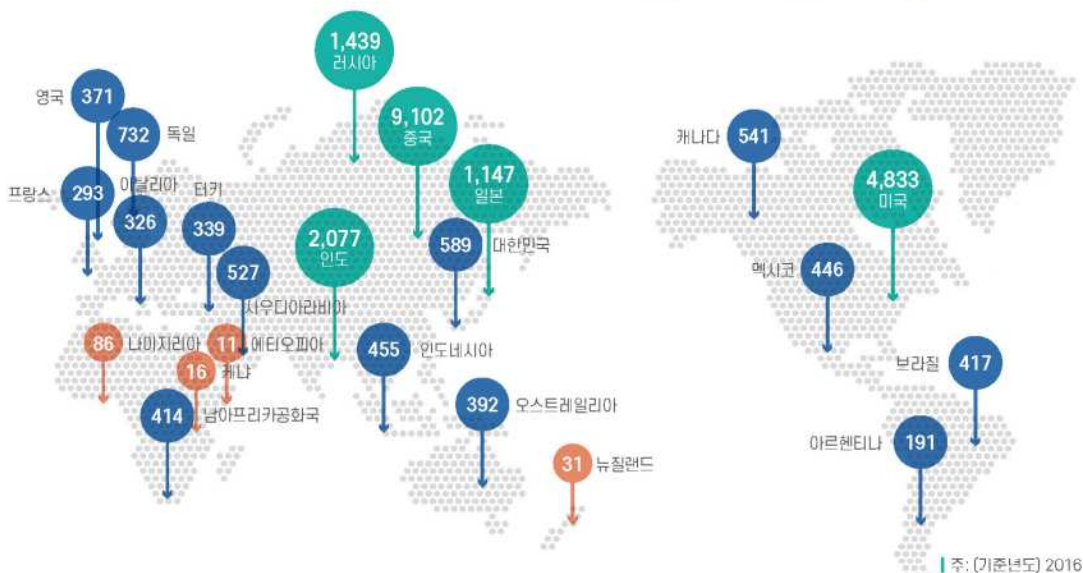 1,439
러시아
영국
371
9,102
중국
732
독일
캐나다
541
프랑스
293
이탈리아
326
터키
339
1,147
일본
4,833
미국
2,077
인도
589
대한민국
527
사우디아라비아
멕시코
446
86
나이지리아
11
에티오피아
16
케냐
455
인도네시아
브라질
417
414
남아프리카공화국
392
오스트레일리아
아르헨티나
191
31
뉴질랜드
주: (기준년도) 2016